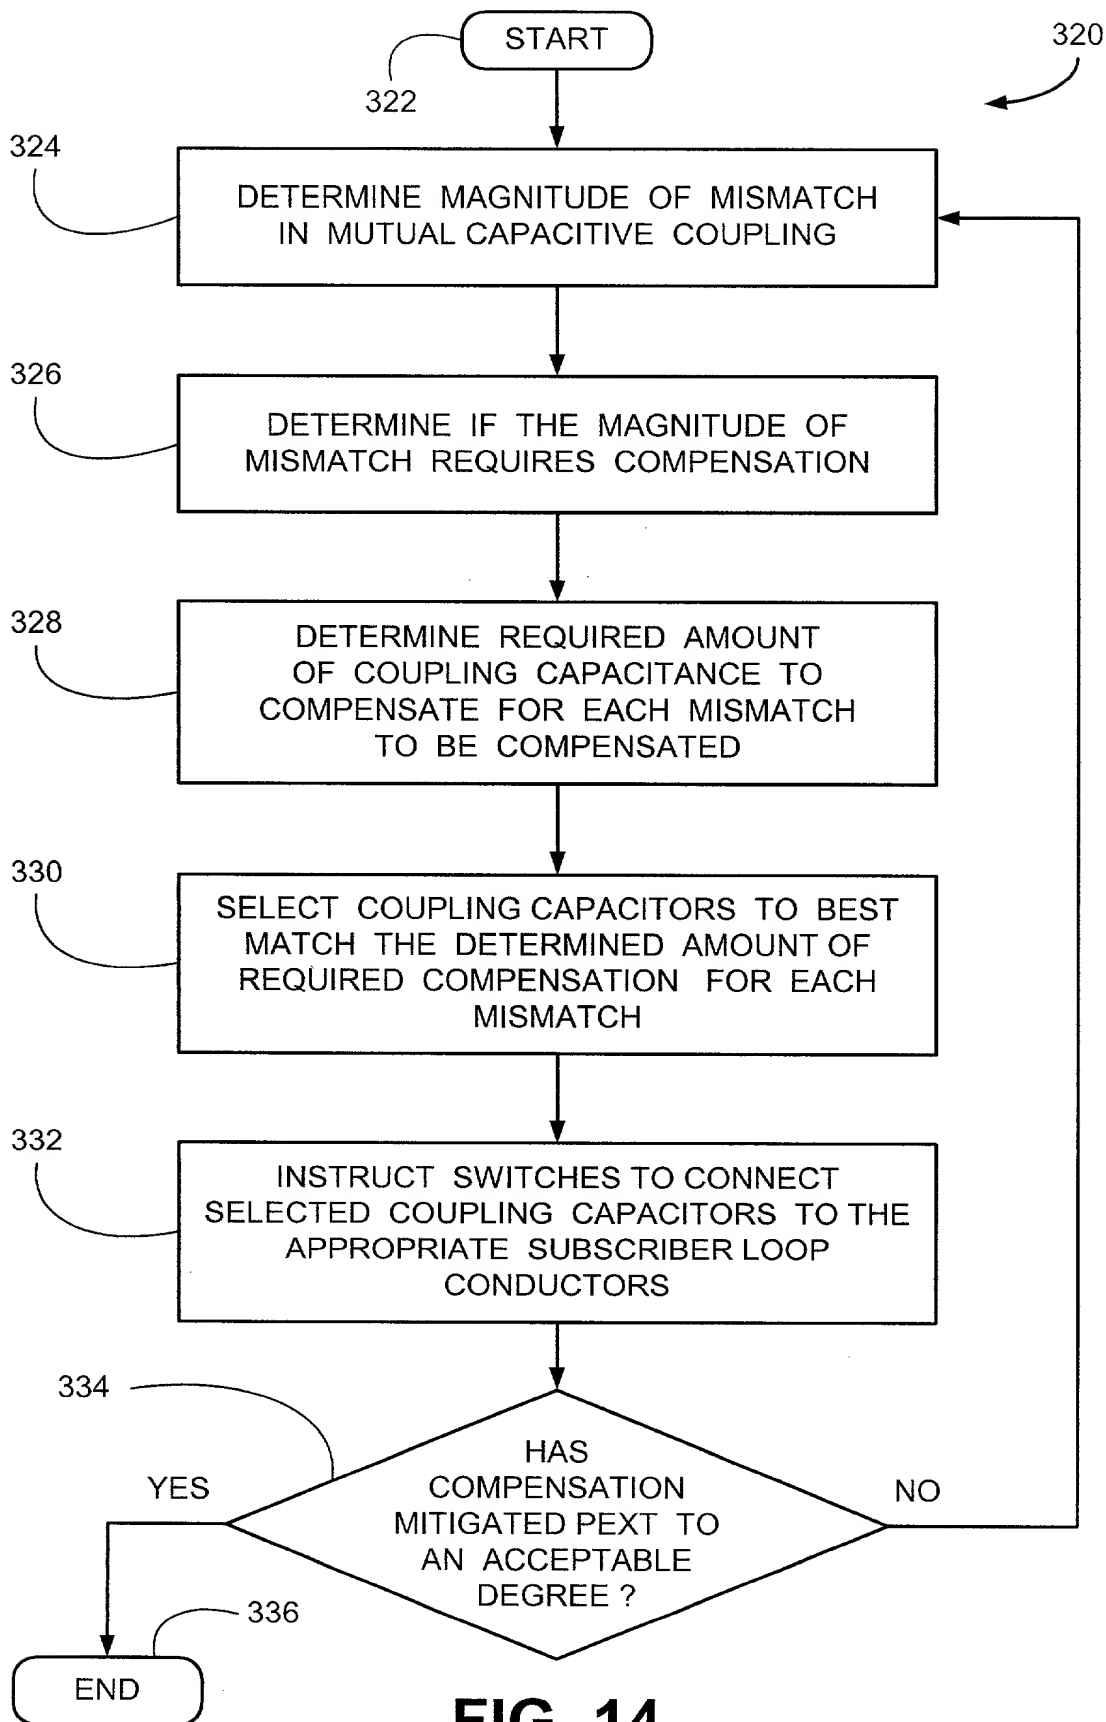 START
320
322
324
DETERMINE MAGNITUDE OF MISMATCH
IN MUTUAL CAPACITIVE COUPLING
326
DETERMINE IF THE MAGNITUDE OF
MISMATCH REQUIRES COMPENSATION
328
DETERMINE REQUIRED AMOUNT
OF COUPLING CAPACITANCE TO
COMPENSATE FOR EACH MISMATCH
TO BE COMPENSATED
330
SELECT COUPLING CAPACITORS TO BEST
MATCH THE DETERMINED AMOUNT OF
REQUIRED COMPENSATION FOR EACH
MISMATCH
332
INSTRUCT SWITCHES TO CONNECT
SELECTED COUPLING CAPACITORS TO THE
APPROPRIATE SUBSCRIBER LOOP
CONDUCTORS
334
HAS
COMPENSATION
MITIGATED PEXT TO
AN ACCEPTABLE
DEGREE ?
YES
NO
336
END
FIG. 14